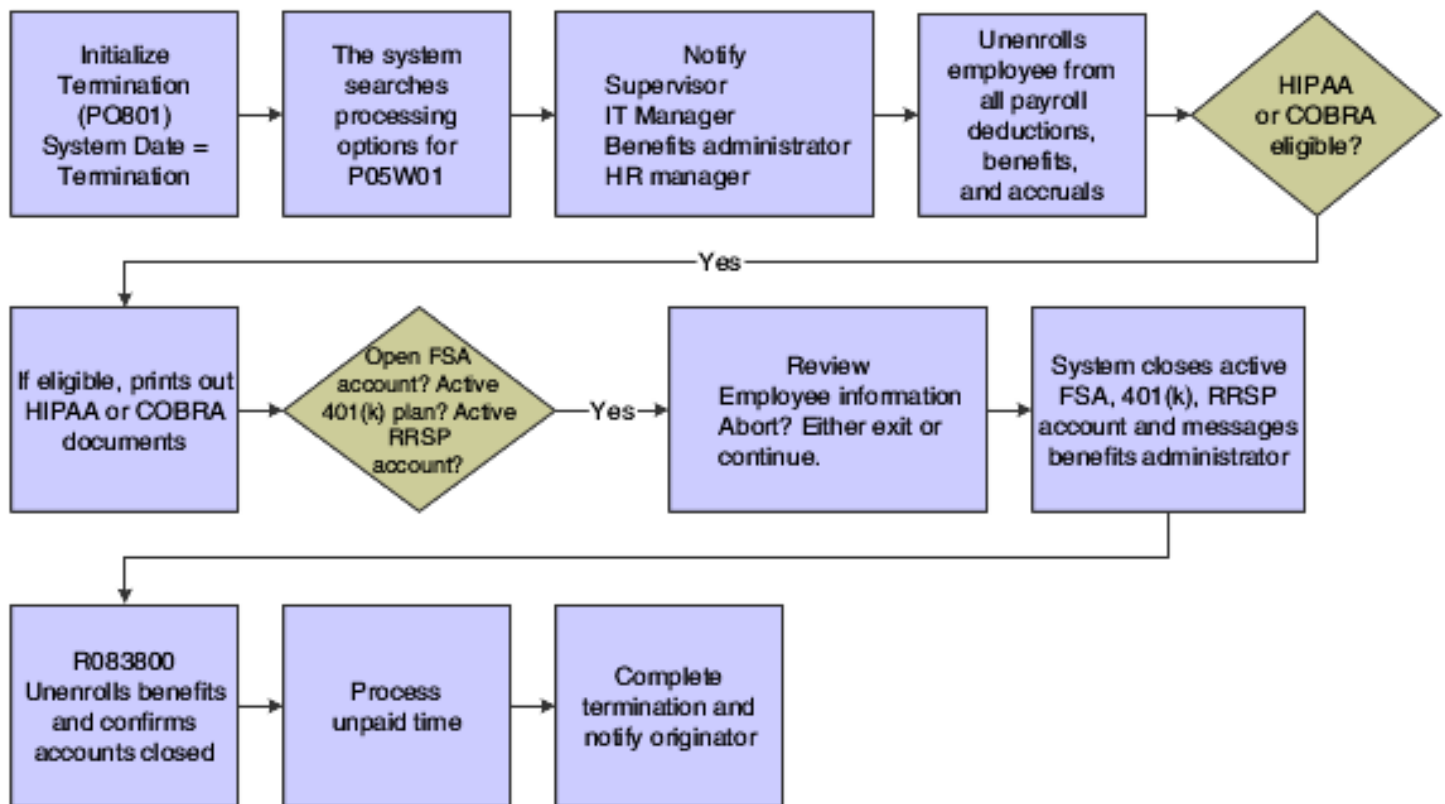 Initialize
Termination
(PO801)
System Date =
Termination
The system
searches
processing
options for
P05W01
Notify
Supervisor
IT Manager
Benefits administrator
HR manager
Unenrolls
employee from
all payroll
deductions,
benefits,
and accruals
HIPAA
or COBRA
eligible?
Yes
If eligible, prints out
HIPAA or COBRA
documents
Open FSA
account? Active
401(k) plan? Active
RRSP
account?
Yes
Review
Employee information
Abort? Either exit or
continue.
System closes active
FSA, 401(k), RRSP
account and messages
benefits administrator
R083800
Unenrolls benefits
and confirms
accounts closed
Process
unpaid time
Complete
termination and
notify originator